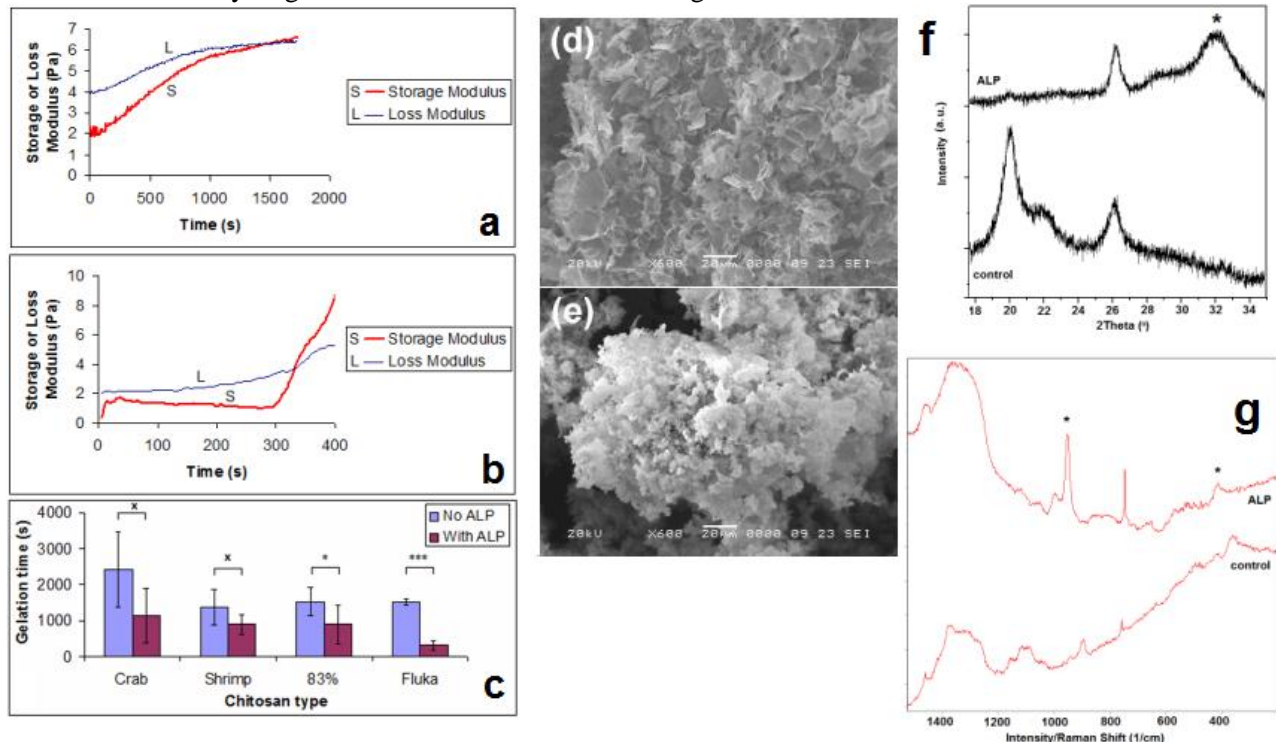 7
6
5
4
3
2
1
0
Storage or Loss
Modulus (Pa)
L
S
S Storage Modulus
L Loss Modulus
0 500 1000 1500 2000
Time (s)
a
10
8
6
4
2
0
Storage or Loss
Modulus (Pa)
L
S
S Storage Modulus
L Loss Modulus
0 100 200 300 400
Time (s)
b
4000
3000
2000
1000
0
Gelation time (s)
x
x
*
***
No ALP
With ALP
Crab Shrimp 83% Fluka
Chitosan type
c
(d)
20kV X600 20µm 0000 09 23 SEI
(e)
20kV X600 20µm 0000 09 23 SEI
f
*
ALP
control
Intensity (a.u.)
18 20 22 24 26 28 30 32 34
2Theta (°)
g
*
*
ALP
control
1400 1200 1000 800 600 400
Intensity/Raman Shift (1/cm)